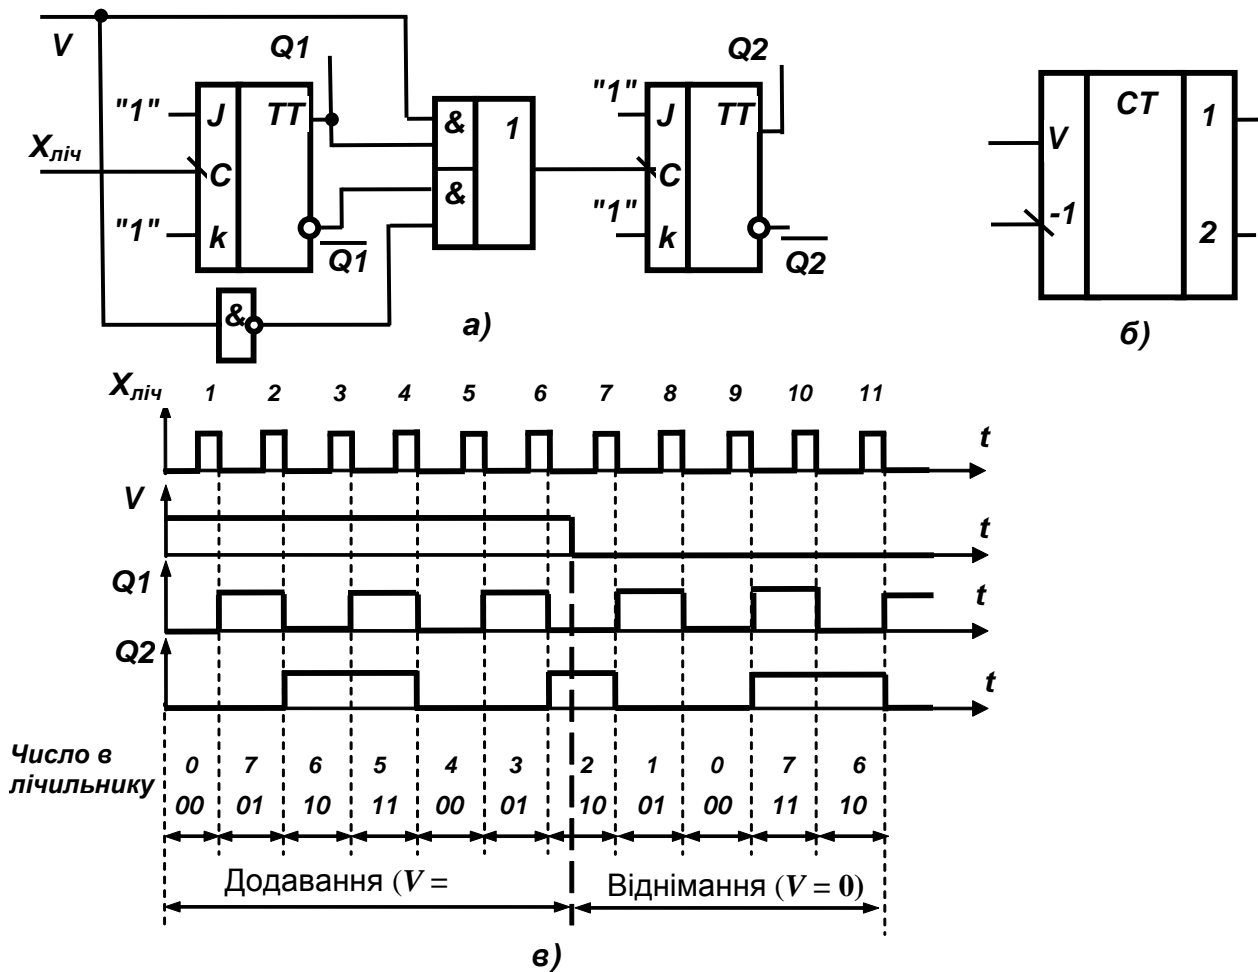 V
Q1
Q2
"1" J TT
& 1
"1" J TT
CT 1
V
Xліч
C
&
C
-1
"1" k
Q1
"1" k
Q2
2
&
а)
б)
Xліч 1 2 3 4 5 6 7 8 9 10 11
t
V
t
Q1
t
Q2
t
Число в лічильнику
0 7 6 5 4 3 2 1 0 7 6
00 01 10 11 00 01 10 01 00 11 10
Додавання (V =
Віднімання (V = 0)
в)